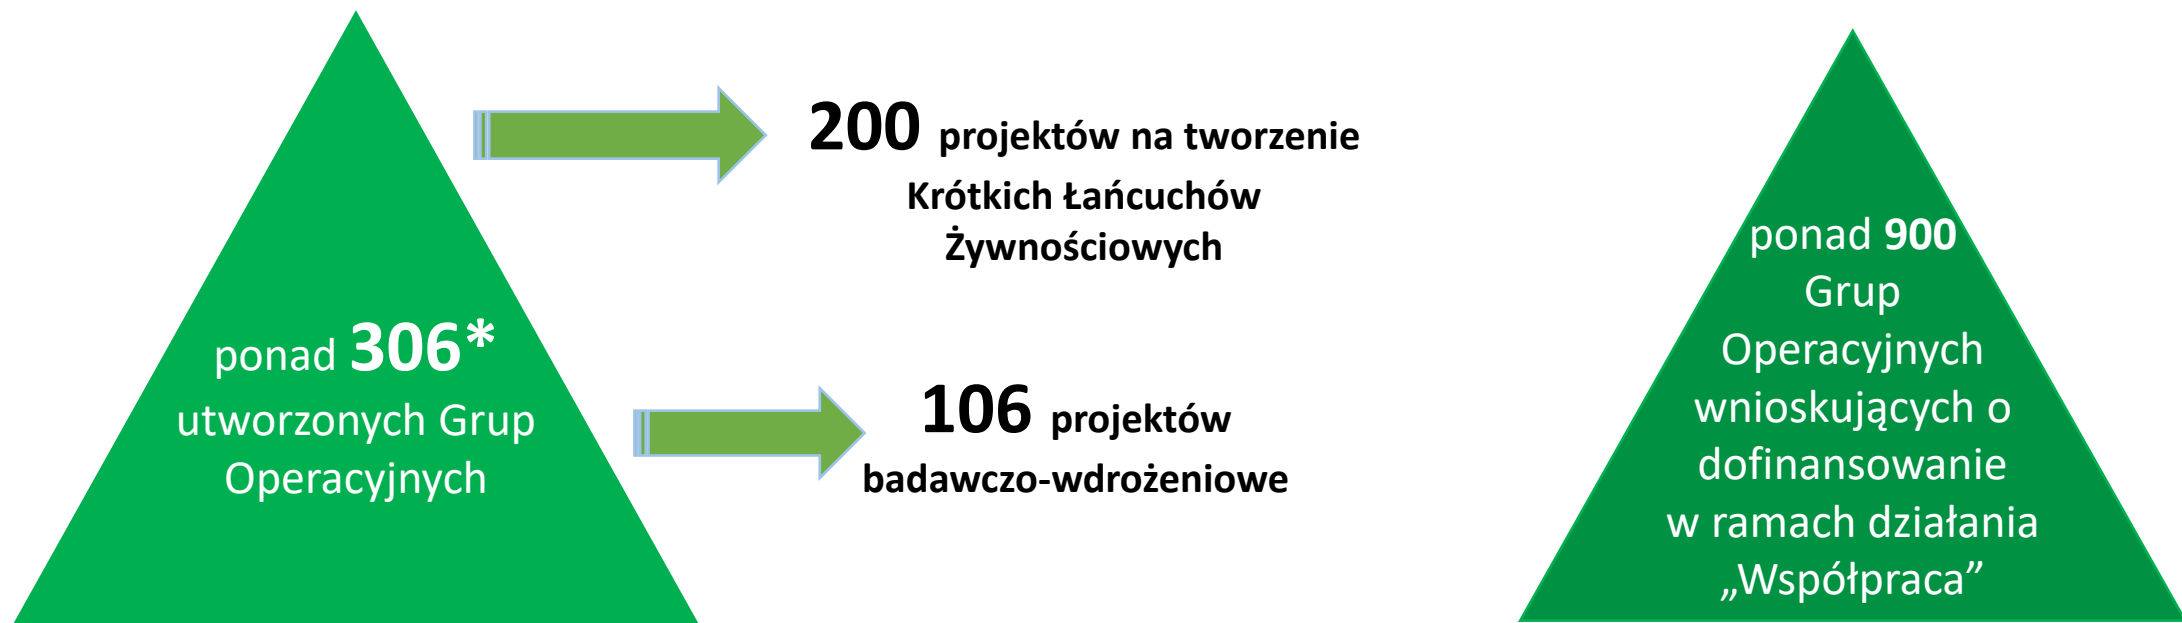 ponad 306*
utworzonych Grup
Operacyjnych
200 projektów na tworzenie
Krótkich Łańcuchów
Żywnościowych
106 projektów
badawczo-wdrożeniowe
ponad 900
Grup
Operacyjnych
wnioskujących o
dofinansowanie
w ramach działania
„Współpraca”